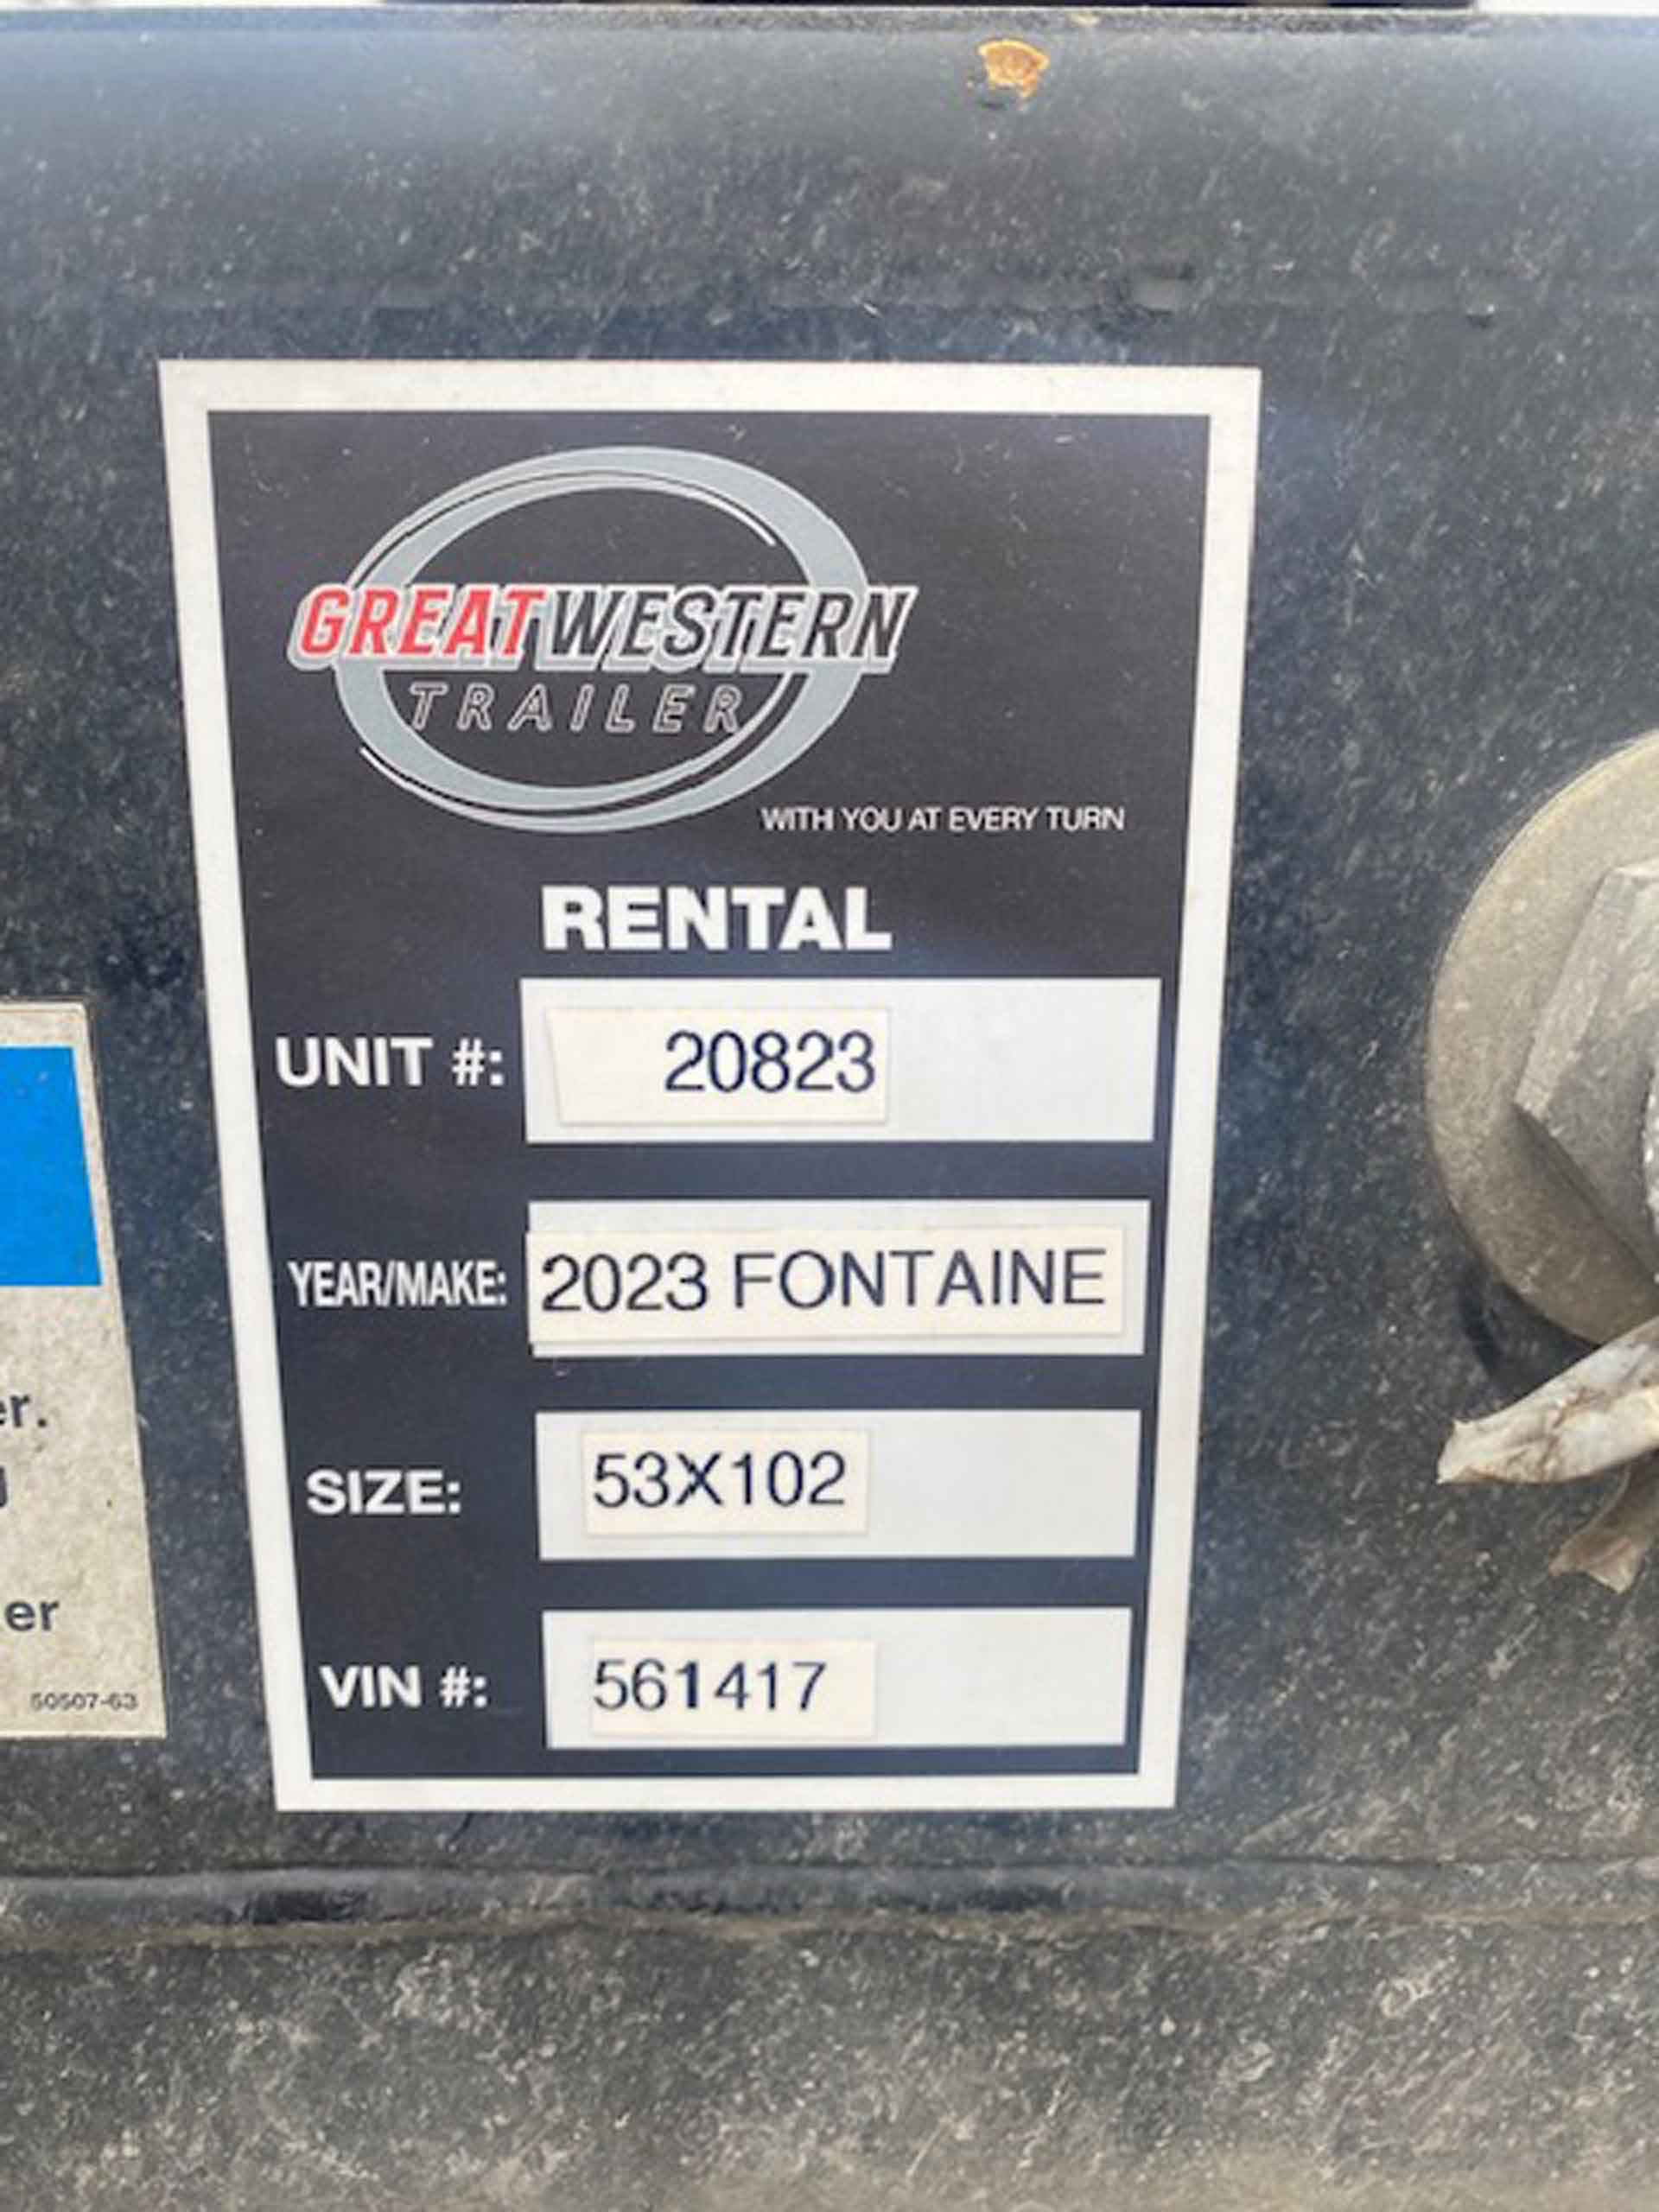 GREAT WESTERN
TRAILER
WITH YOU AT EVERY TURN
RENTAL
UNIT #: 20823
YEAR/MAKE: 2023 FONTAINE
SIZE: 53X102
VIN #: 561417
er.
er
50507-63